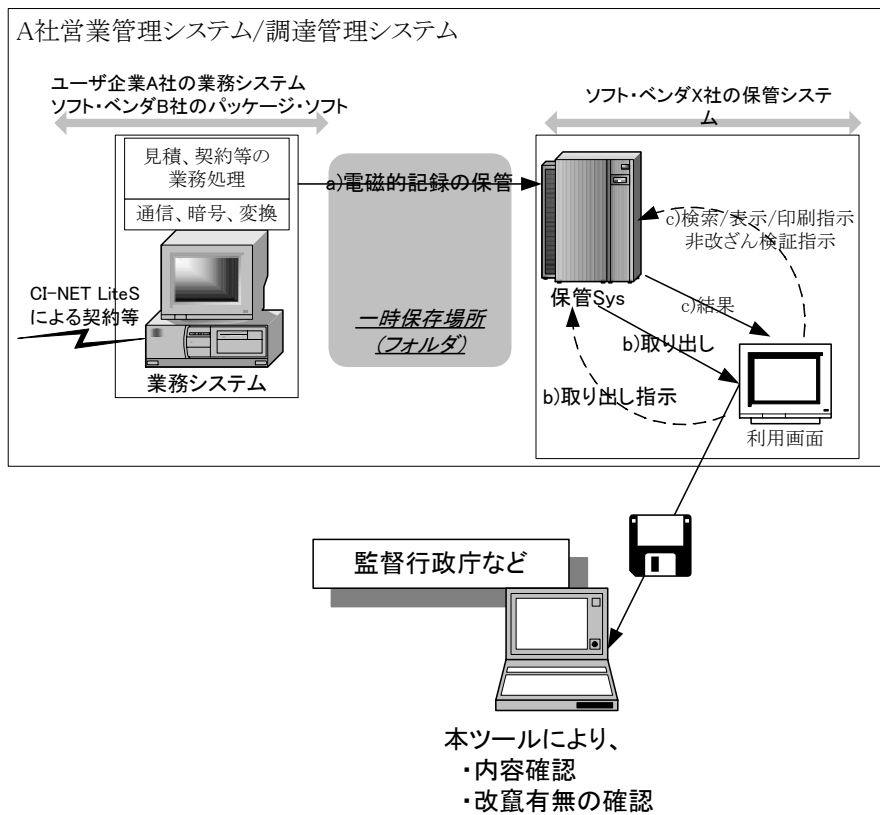 A社営業管理システム/調達管理システム
ユーザ企業A社の業務システム
ソフト・ベンダB社のパッケージ・ソフト
ソフト・ベンダX社の保管システ
ム
見積、契約等の
業務処理
通信、暗号、変換
a)電磁的記録の保管
c)検索/表示/印刷指示
非改ざん検証指示
CI-NET LiteS
による契約等
業務システム
一時保存場所
(フォルダ)
保管Sys
c)結果
b)取り出し
b)取り出し指示
利用画面
監督行政庁など
本ツールにより、
・内容確認
・改竄有無の確認